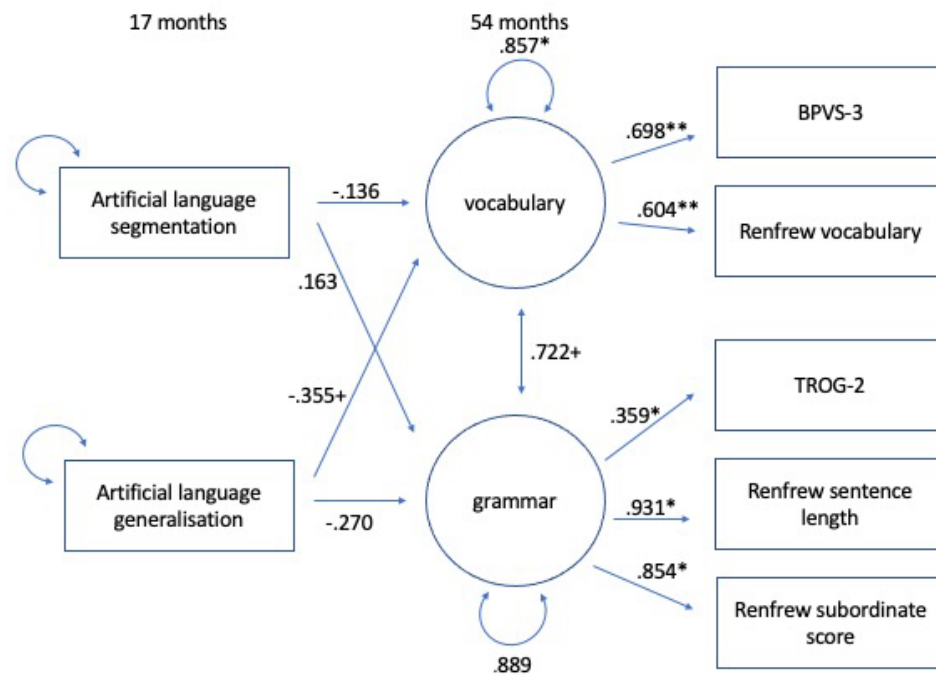 17 months
54 months
.857*
BPVS-3
.698**
Artificial language
segmentation
-.136
vocabulary
.604**
Renfrew vocabulary
.163
.722+
-.355+
TROG-2
.359*
Artificial language
generalisation
-.270
grammar
.931*
Renfrew sentence
length
.854*
Renfrew subordinate
score
.889